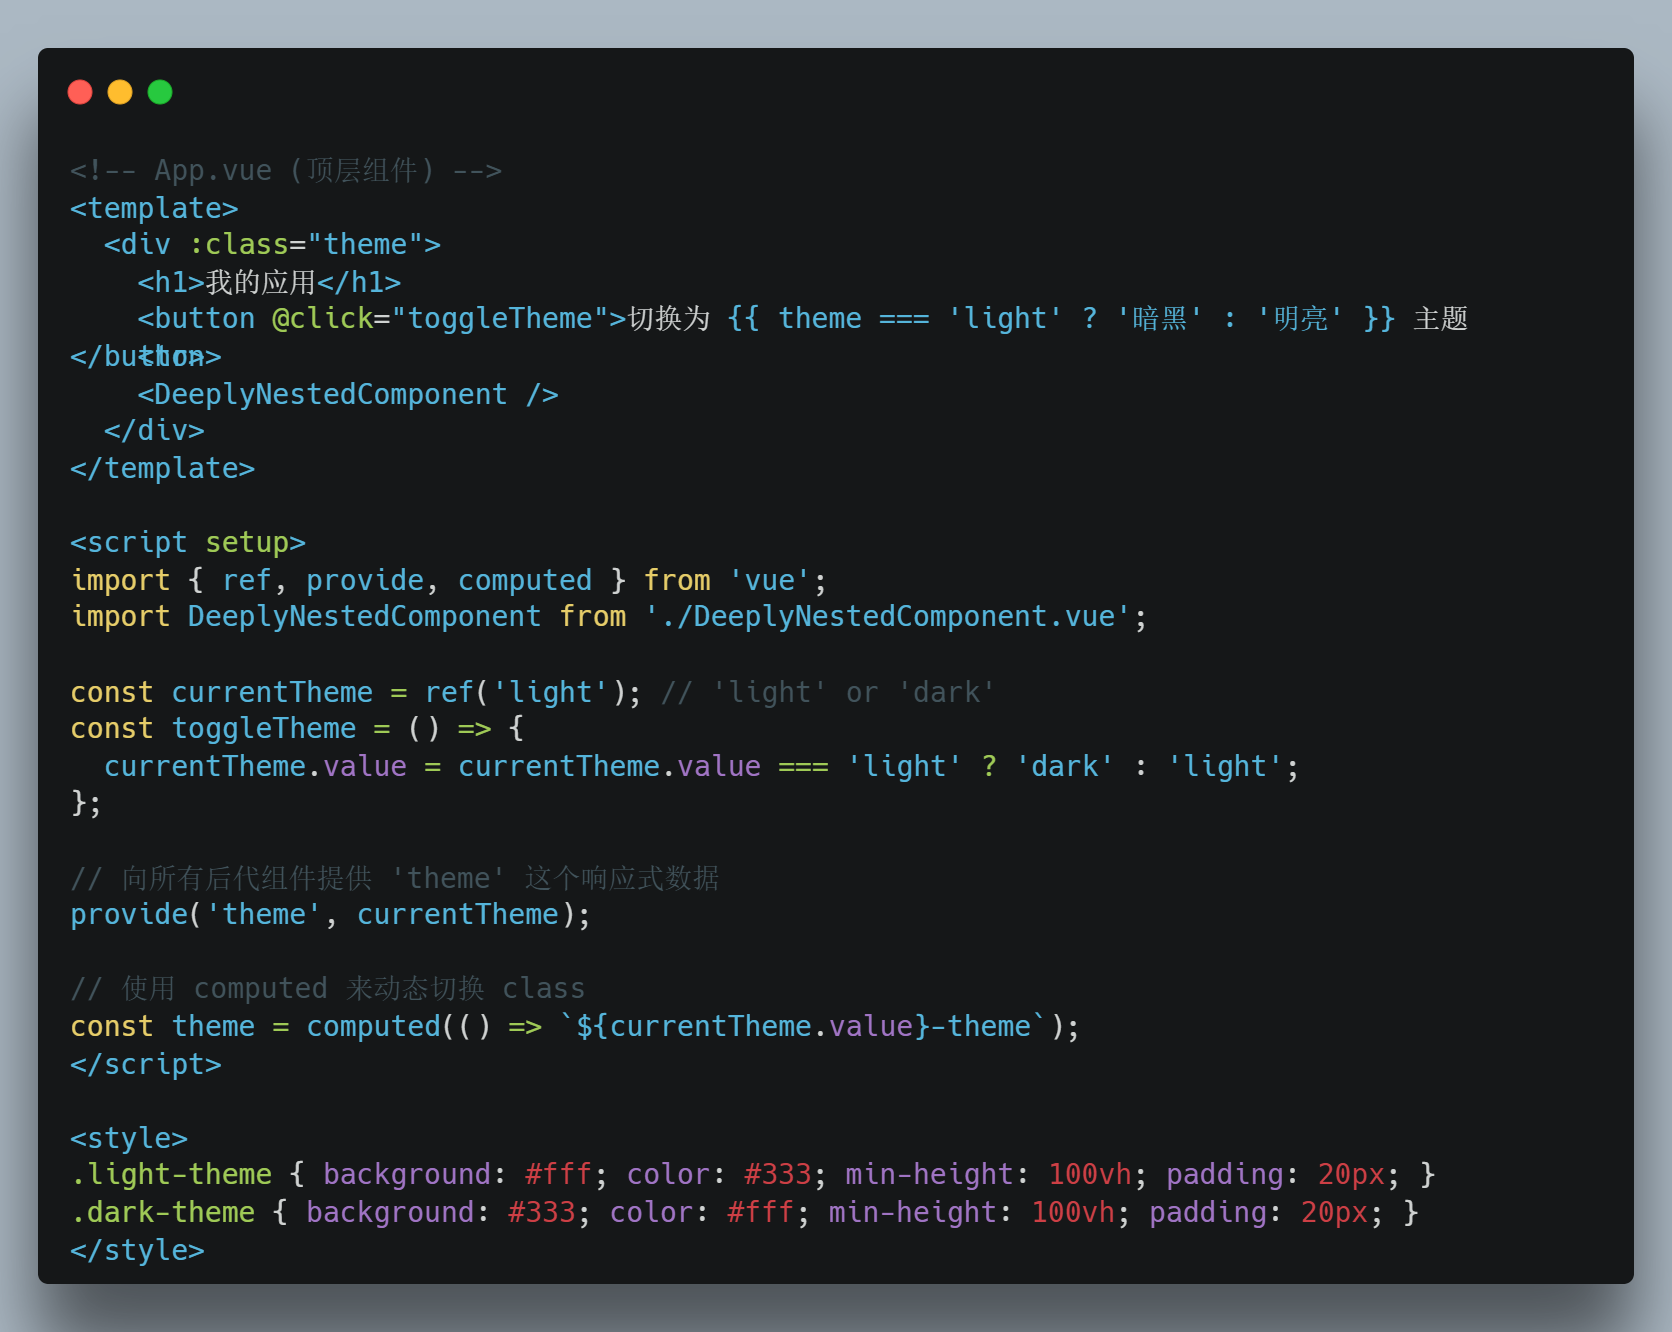 <!-- App.vue (顶层组件) -->
<template>
  <div :class="theme">
    <h1>我的应用</h1>
    <button @click="toggleTheme">切换为 {{ theme === 'light' ? '暗黑' : '明亮' }} 主题
</button>
    <hr>
    <DeeplyNestedComponent />
  </div>
</template>

<script setup>
import { ref, provide, computed } from 'vue';
import DeeplyNestedComponent from './DeeplyNestedComponent.vue';

const currentTheme = ref('light'); // 'light' or 'dark'
const toggleTheme = () => {
  currentTheme.value = currentTheme.value === 'light' ? 'dark' : 'light';
};

// 向所有后代组件提供 'theme' 这个响应式数据
provide('theme', currentTheme);

// 使用 computed 来动态切换 class
const theme = computed(() => `${currentTheme.value}-theme`);
</script>

<style>
.light-theme { background: #fff; color: #333; min-height: 100vh; padding: 20px; }
.dark-theme { background: #333; color: #fff; min-height: 100vh; padding: 20px; }
</style>